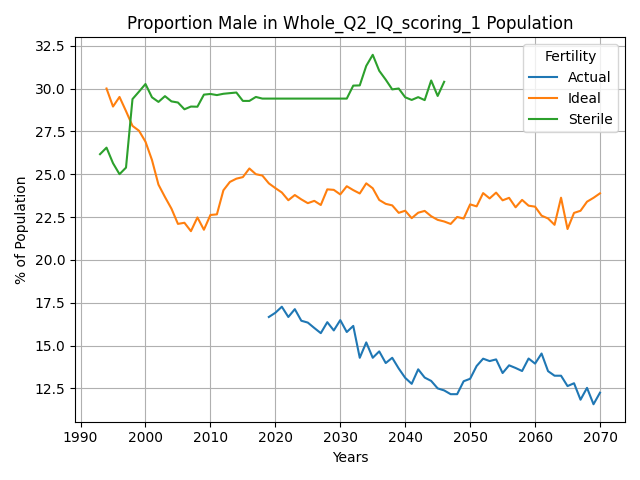 Proportion Male in Whole_Q2_IQ_scoring_1 Population
% of Population
32.5
30.0
27.5
25.0
22.5
20.0
17.5
15.0
12.5
Fertility
Actual
Ideal
Sterile
1990 2000 2010 2020 2030 2040 2050 2060 2070
Years